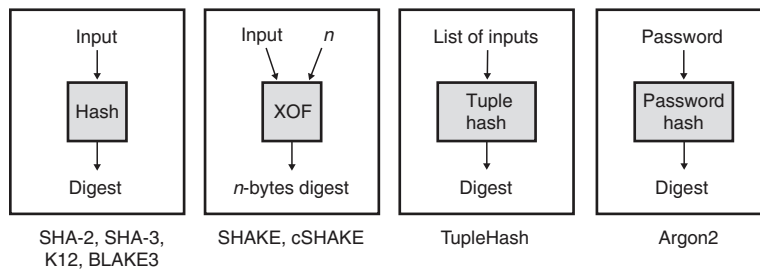 Input
Hash
Digest
SHA-2, SHA-3,
K12, BLAKE3
Input n
XOF
n-bytes digest
SHAKE, cSHAKE
List of inputs
Tuple
hash
Digest
TupleHash
Password
Password
hash
Digest
Argon2